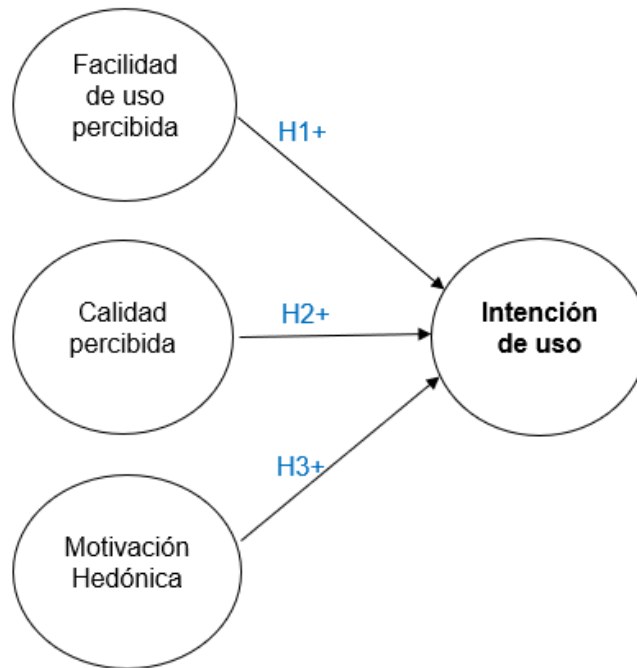 Facilidad
de uso
percibida
H1+
Calidad
percibida
H2+
Intención
de uso
H3+
Motivación
Hedónica